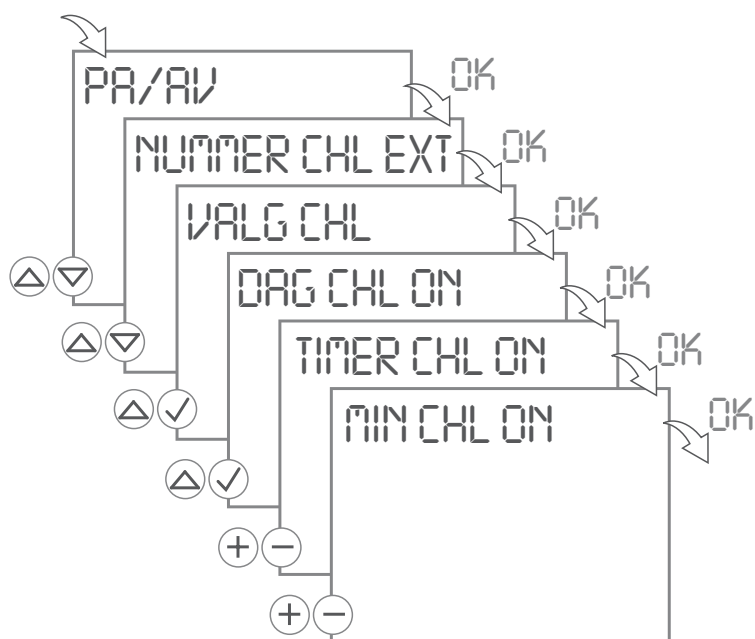 PA/AV
OK
NUMMER CHL EXT
OK
VALG CHL
OK
DAG CHL ON
OK
TIMER CHL ON
OK
MIN CHL ON
OK